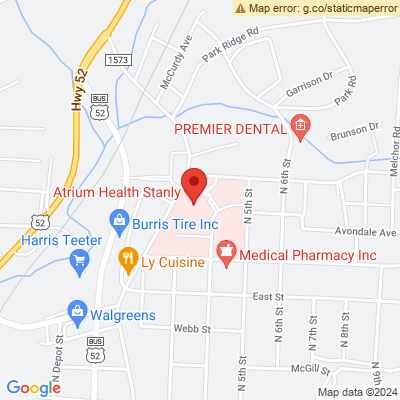 Map error: g.co/staticmaperror
Park Ridge Rd
McCurdy Ave
1573
Hwy 52
Garrison Dr
Park Rd
BUS
52
PREMIER DENTAL
Brunson Dr
Melchor Rd
N 6th St
Atrium Health Stanly
N 5th St
BUS
52
Burris Tire Inc
Avondale Ave
Harris Teeter
Medical Pharmacy Inc
Ly Cuisine
East St
Walgreens
Webb St
N 6th St
N 7th St
N 8th St
N Depot St
BUS
52
N 5th St
McGill St
N 9th
Google
Map data ©2024